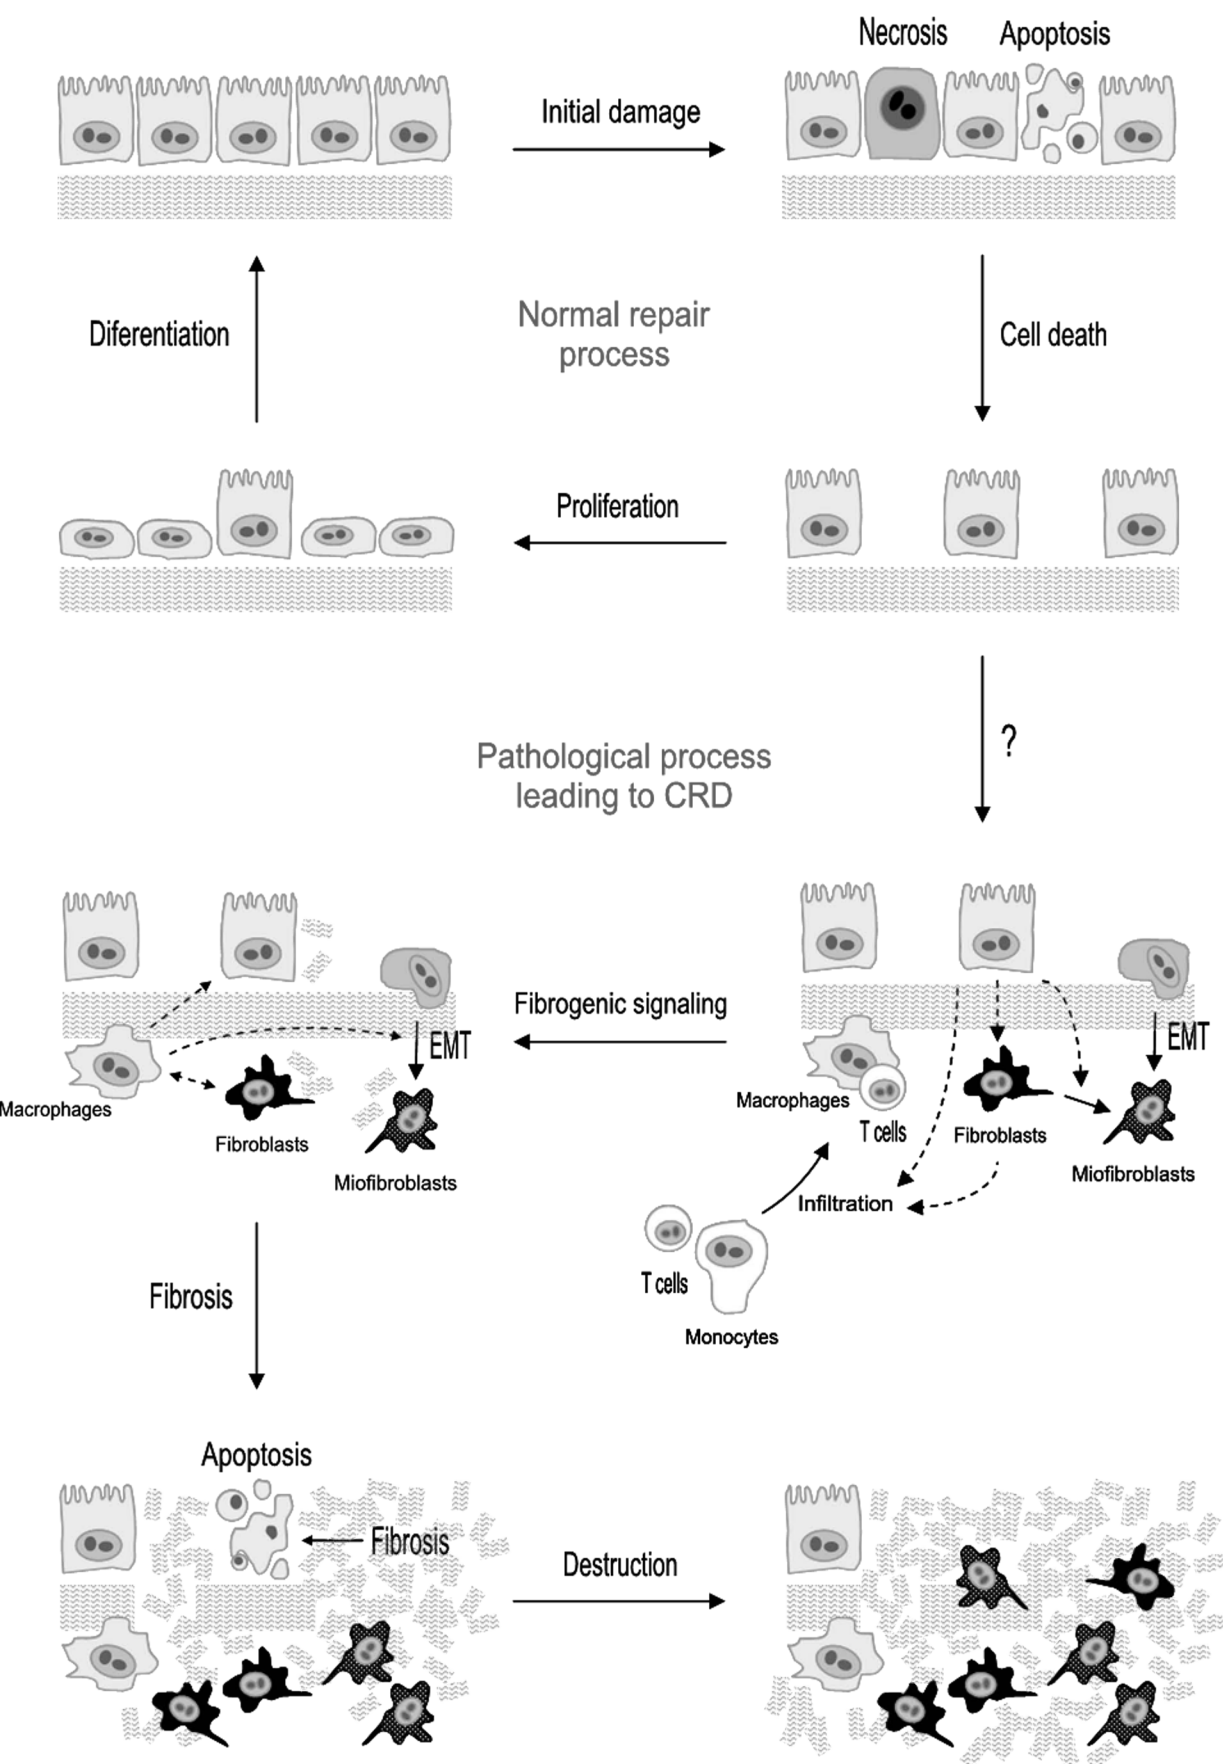 Necrosis
Apoptosis
Initial damage
Diferentiation
Normal repair
process
Cell death
Proliferation
?
Pathological process
leading to CRD
Fibrogenic signaling
EMT
EMT
Macrophages
Fibroblasts
Miofibroblasts
Macrophages
T cells
Fibroblasts
Miofibroblasts
Infiltration
T cells
Monocytes
Fibrosis
Apoptosis
Fibrosis
Destruction